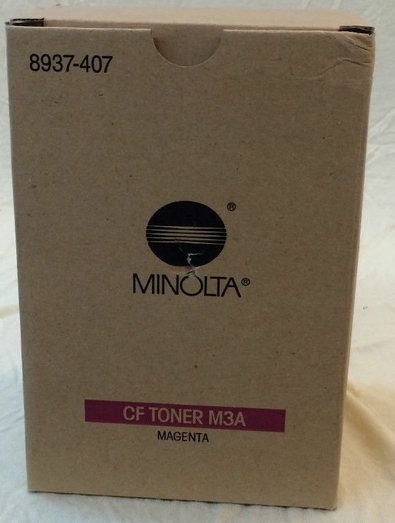 8937-407
®
MINOLTA®
CF TONER M3A
MAGENTA